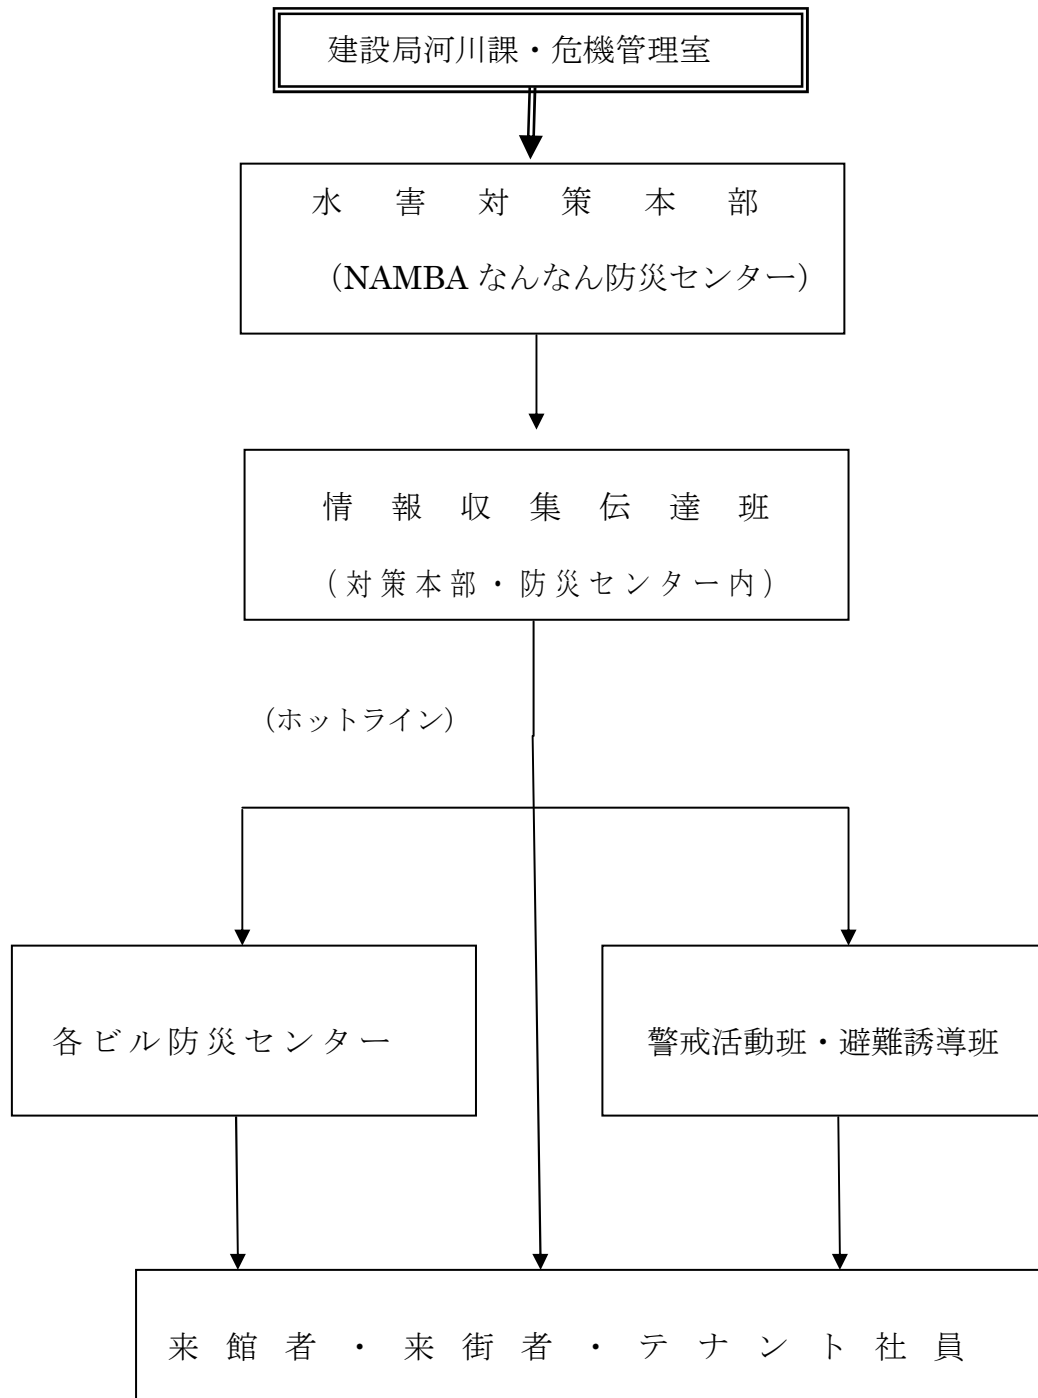 建設局河川課・危機管理室
水害対策本部
（NAMBA なんなん防災センター）
情報収集伝達班
（対策本部・防災センター内）
（ホットライン）
各ビル防災センター
警戒活動班・避難誘導班
来館者・来街者・テナント社員